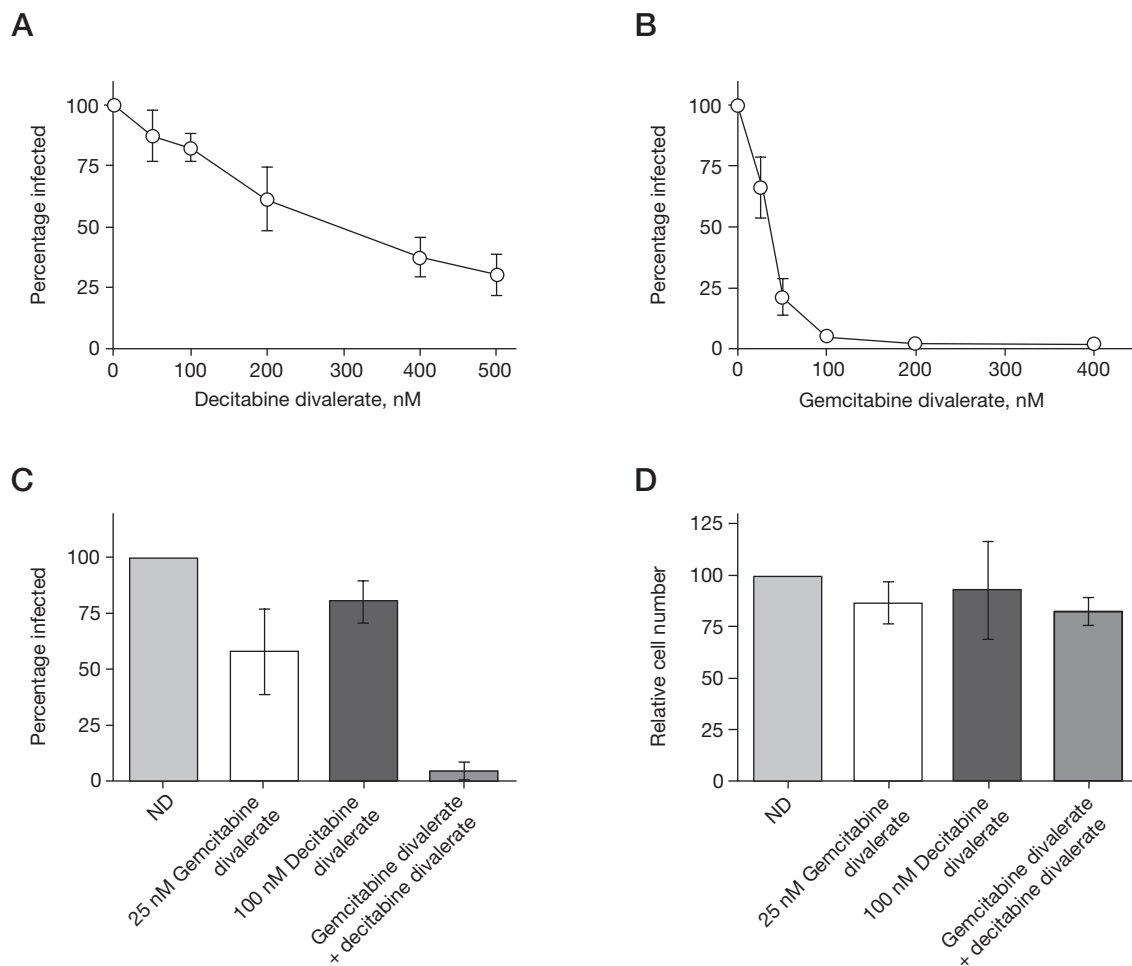 A
Percentage infected
100
75
50
25
0
0 100 200 300 400 500
Decitabine divalerate, nM
B
Percentage infected
100
75
50
25
0
0 100 200 300 400
Gemcitabine divalerate, nM
C
Percentage infected
100
75
50
25
0
ND
25 nM Gemcitabine
divalerate
100 nM Decitabine
divalerate
Gemcitabine divalerate
+ decitabine divalerate
D
Relative cell number
125
100
75
50
25
0
ND
25 nM Gemcitabine
divalerate
100 nM Decitabine
divalerate
Gemcitabine divalerate
+ decitabine divalerate